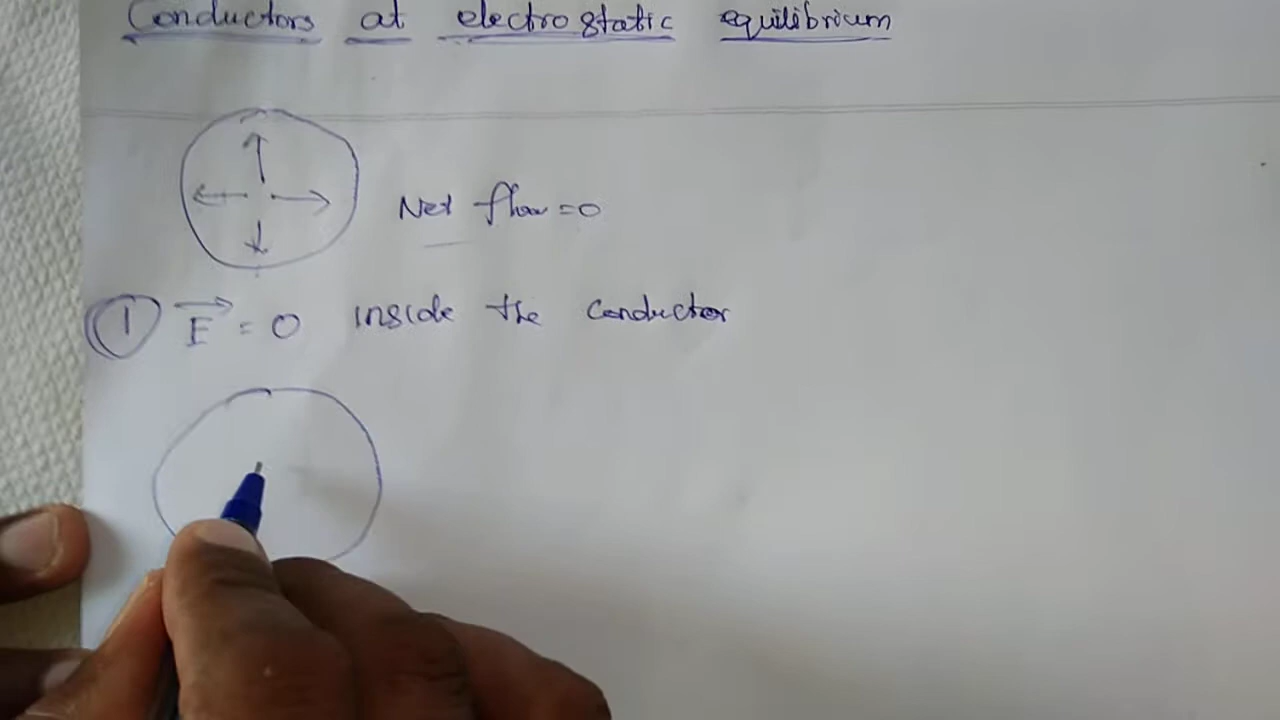 Conductors at electrostatic equilibrium
Net flow = 0
① E = 0 inside the conductor